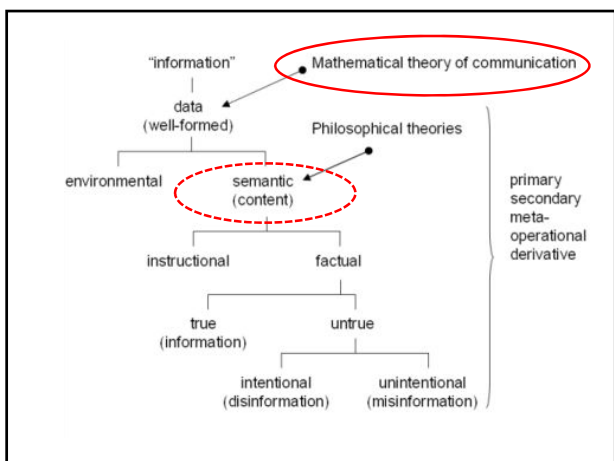 “information”
Mathematical theory of communication
data
(well-formed)
Philosophical theories
environmental
semantic
(content)
primary
secondary
meta-
operational
derivative
instructional
factual
true
(information)
untrue
intentional
(disinformation)
unintentional
(misinformation)